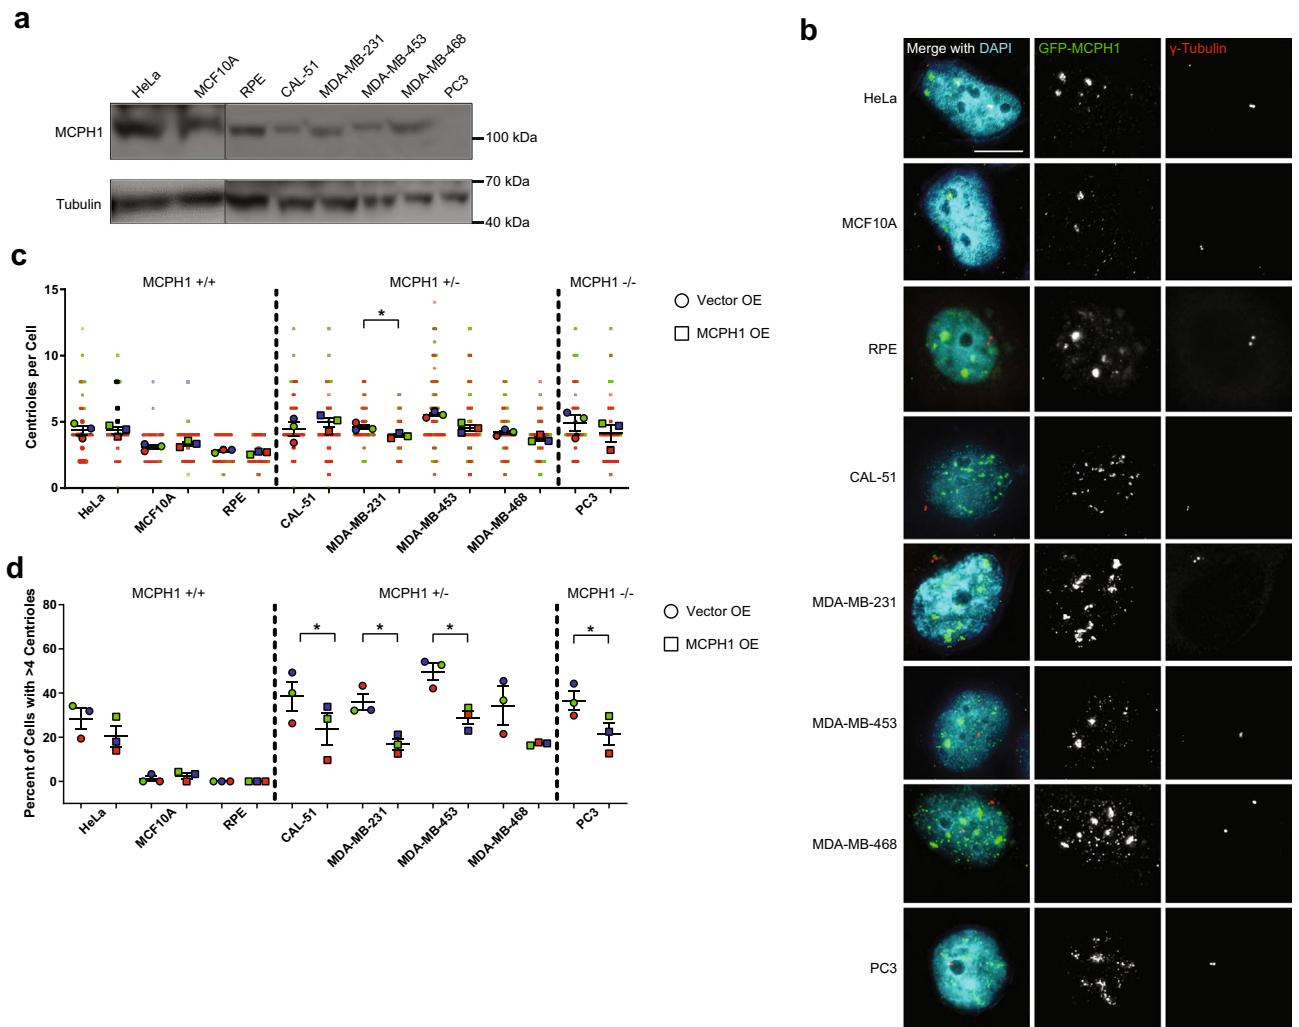 a
HeLa
MCF10A
RPE
CAL-51
MDA-MB-231
MDA-MB-453
MDA-MB-468
PC3
MCPH1
100 kDa
70 kDa
Tubulin
40 kDa
b
Merge with DAPI
GFP-MCPH1
γ-Tubulin
HeLa
MCF10A
RPE
CAL-51
MDA-MB-231
MDA-MB-453
MDA-MB-468
PC3
c
MCPH1 +/+
MCPH1 +/-
MCPH1 -/-
Centrioles per Cell
15
10
5
0
*
HeLa
MCF10A
RPE
CAL-51
MDA-MB-231
MDA-MB-453
MDA-MB-468
PC3
Vector OE
MCPH1 OE
d
MCPH1 +/+
MCPH1 +/-
MCPH1 -/-
Percent of Cells with >4 Centrioles
80
60
40
20
0
*
*
*
*
HeLa
MCF10A
RPE
CAL-51
MDA-MB-231
MDA-MB-453
MDA-MB-468
PC3
Vector OE
MCPH1 OE